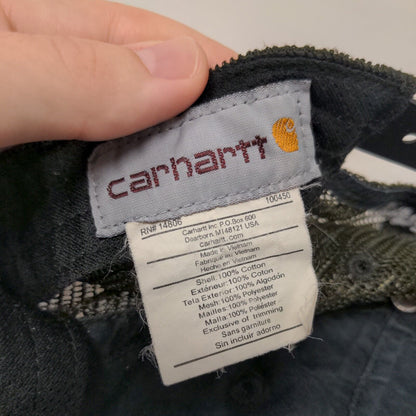 carhartt
RN# 14806 100450
Carhartt Inc P.O.Box 600
Dearborn, MI 48121 USA
carhartt.com
Made in Vietnam
Fabriqué au Vietnam
Hecho en Vietnam
Shell:100% Cotton
Extérieur:100% Coton
Tela Exterior:100% Algodón
Mesh:100% Polyester
Mailles:100% Polyester
Malla:100% Poliéster
Exclusive of trimming
Sans garniture
Sin incluir adorno